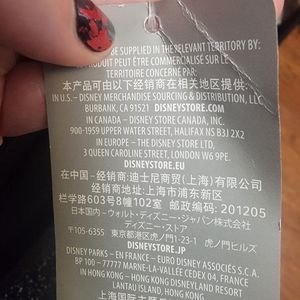 BE SUPPLIED IN THE RELEVANT TERRITORY BY:
PRODUIT PEUT ÊTRE COMMERCIALISÉ SUR LE
TERRITOIRE CONCERNÉ PAR:
本产品可由以下经销商在相关地区提供:
IN U.S. - DISNEY MERCHANDISE SOURCING & DISTRIBUTION, LLC
BURBANK, CA 91521 DISNEYSTORE.COM
IN CANADA – DISNEY STORE CANADA, INC.
900-1959 UPPER WATER STREET, HALIFAX NS B3J 2X2
IN EUROPE – THE DISNEY STORE LTD,
3 QUEEN CAROLINE STREET, LONDON W6 9PE.
DISNEYSTORE.EU
在中国 - 经销商:迪士尼商贸(上海)有限公司
经销商地址:上海市浦东新区
栏学路603号8幢102室 邮政编码: 201205
日本国内 – ウォルト・ディズニー・ジャパン株式会社
ディズニー・ストア
〒105-6355 東京都港区虎ノ門1-23-1 虎ノ門ヒルズ
DISNEYSTORE.JP
DISNEY PARKS – EN FRANCE – EURO DISNEY ASSOCIÉS S.C.A.
BP 100 – 77777 MARNE-LA-VALLÉE CEDEX 04, FRANCE
IN HONG KONG - HONG KONG DISNEYLAND RESORT
LANTAU ISLAND, HONG KONG